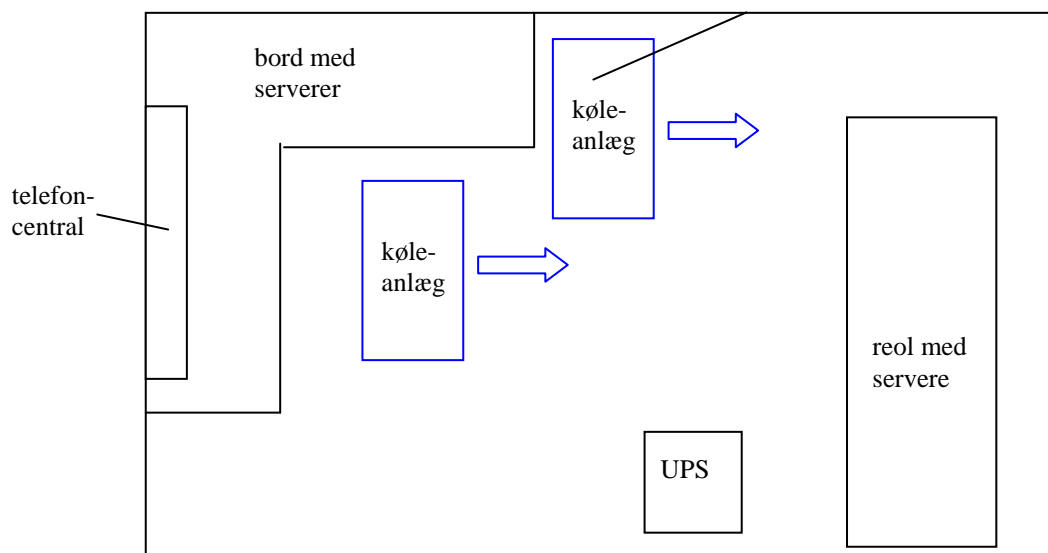 bord med
serverer
køle-
anlæg
telefon-
central
køle-
anlæg
reol med
servere
UPS